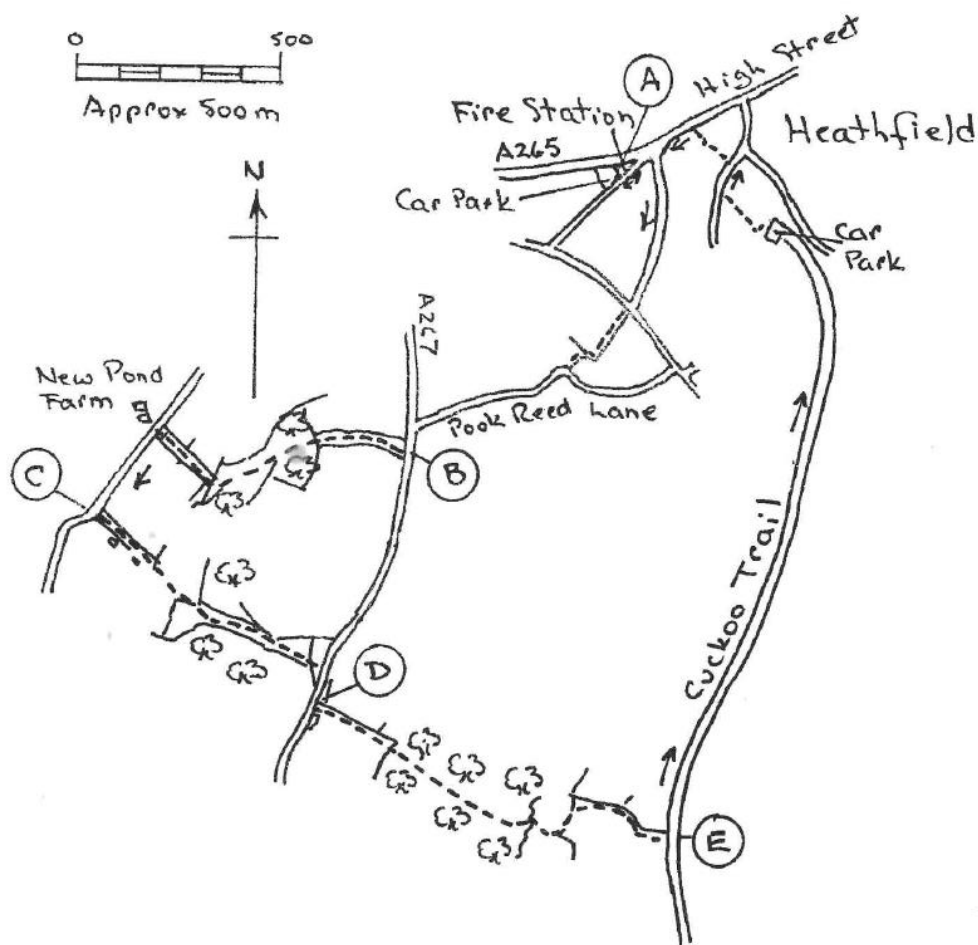 0 500
Approx 500m
High Street
A
Fire Station
Heathfield
A265
Car Park
N
Car
Park
A267
New Pond
Farm
Pook Reed Lane
B
C
Cuckoo Trail
D
E